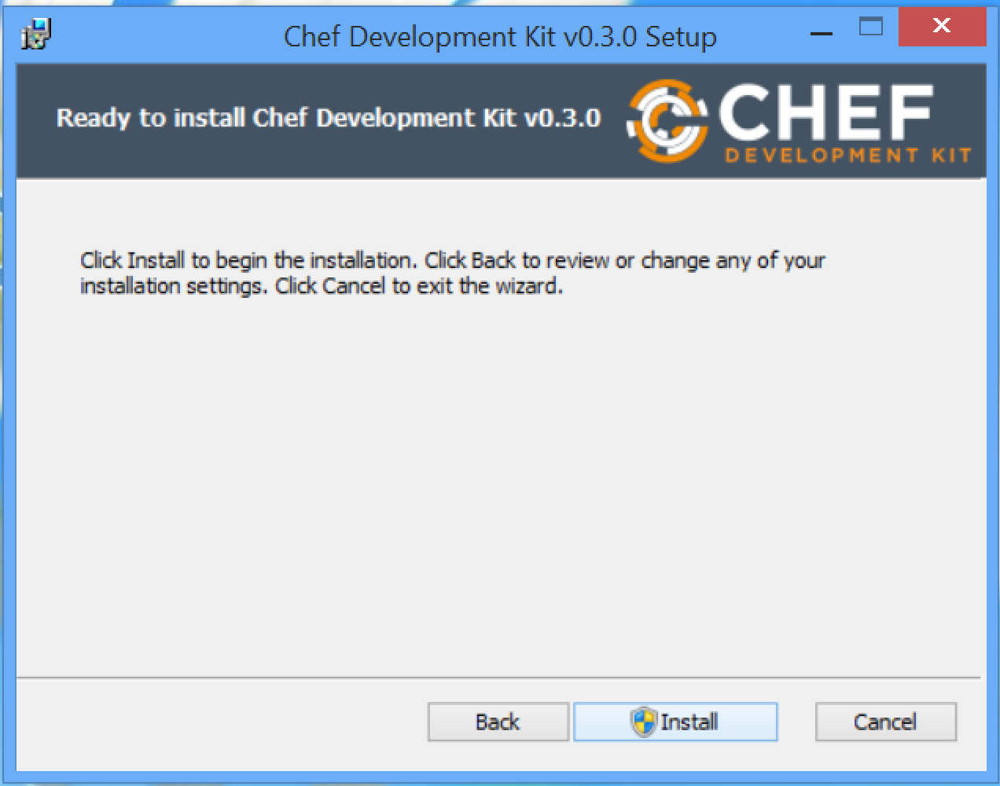 Chef Development Kit v0.3.0 Setup
Ready to install Chef Development Kit v0.3.0
CHEF
DEVELOPMENT KIT
Click Install to begin the installation. Click Back to review or change any of your
installation settings. Click Cancel to exit the wizard.
Back
Install
Cancel